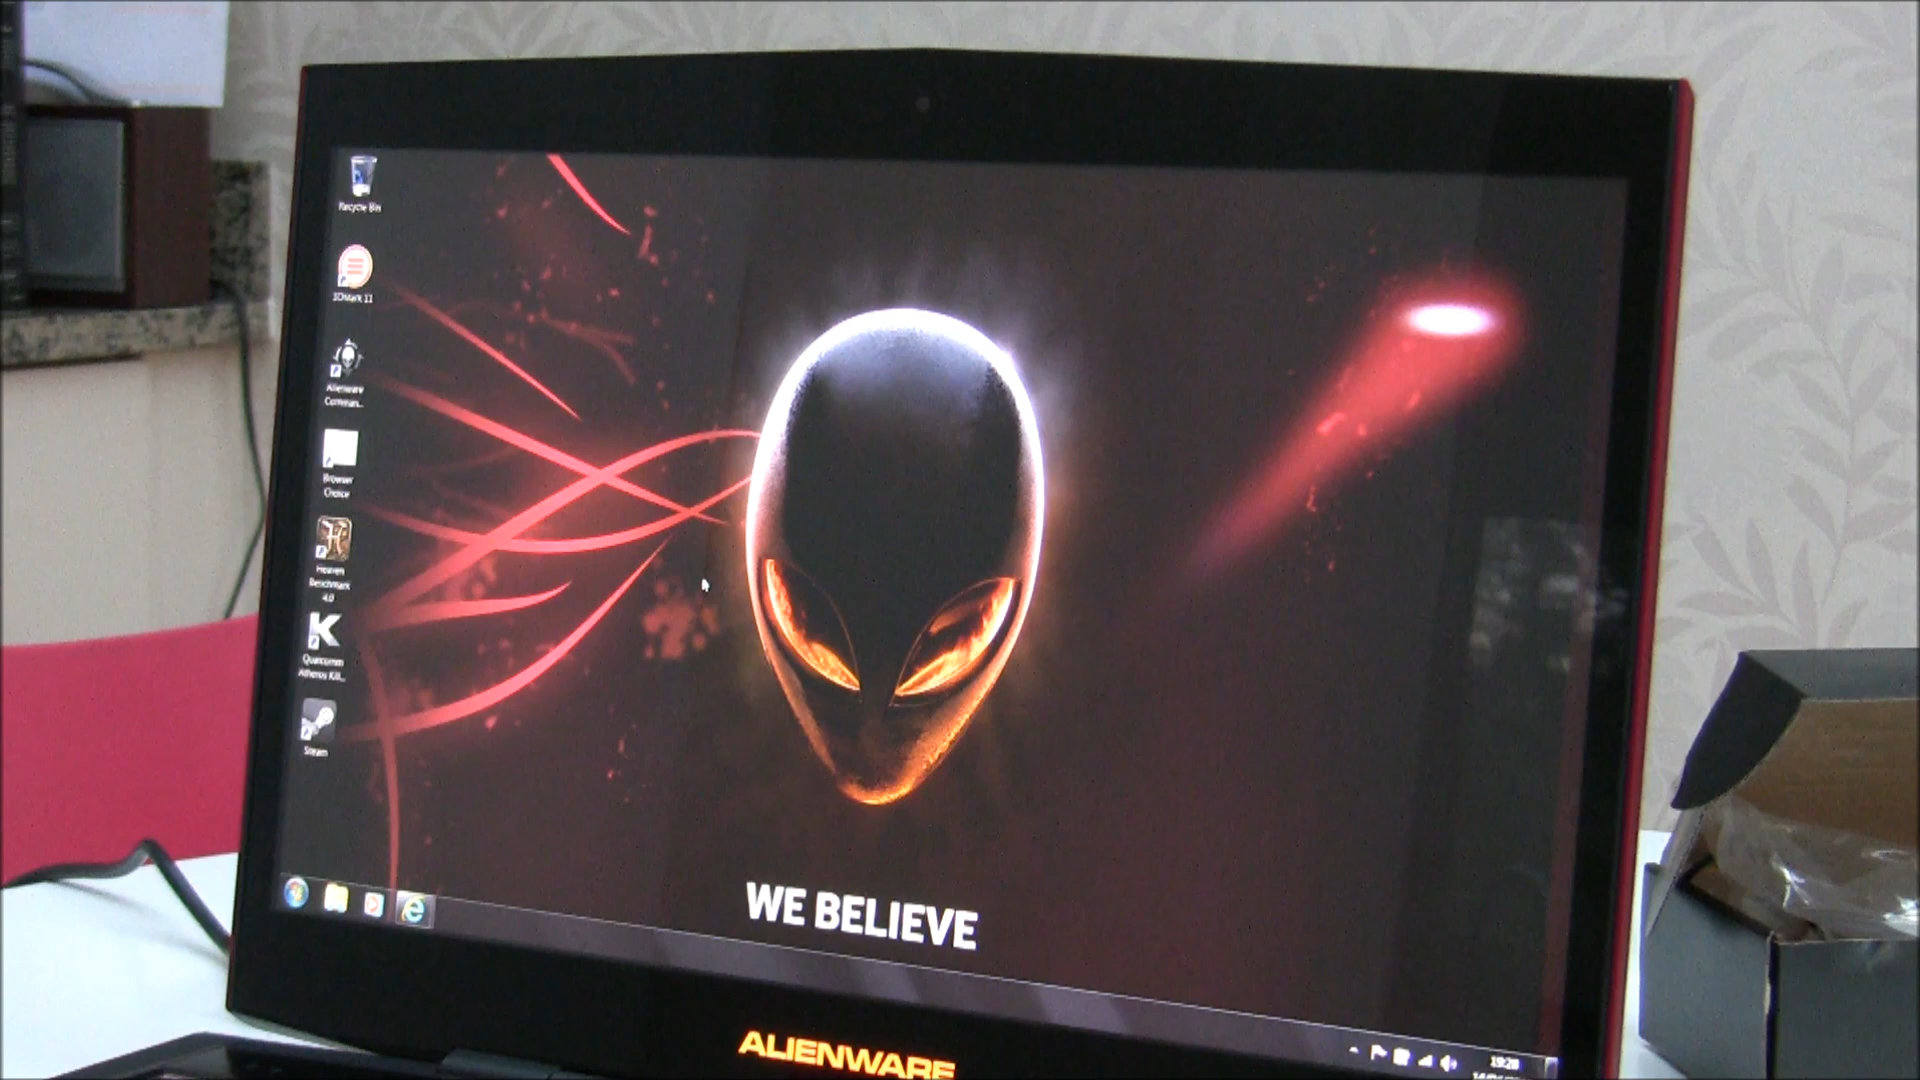 Recycle Bin
3DMark 11
Alienware
Comman...
Browser
Choice
Heaven
Benchmark
4.0
Qualcomm
Atheros Kill...
Steam
WE BELIEVE
19:28
ALIENWARE